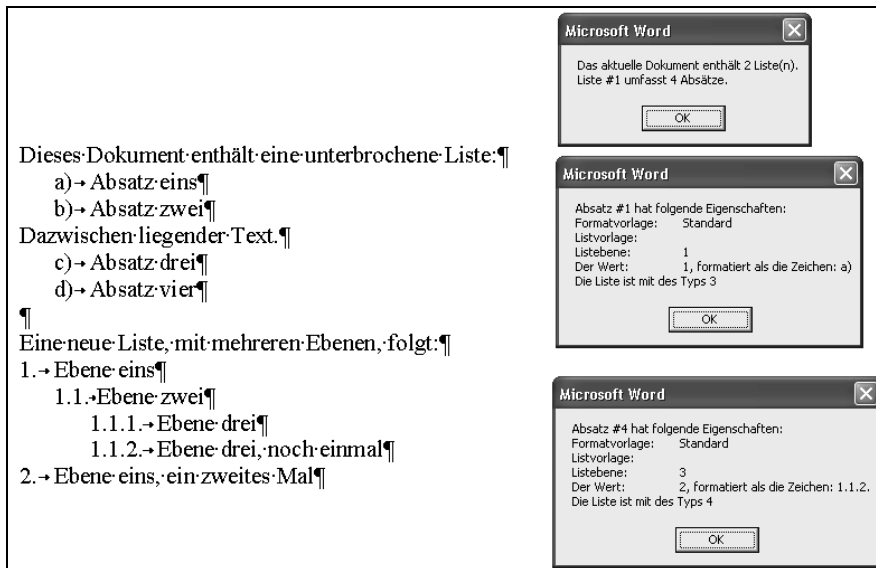 Dieses·Dokument·enthält·eine·unterbrochene·Liste:¶
a)→Absatz·eins¶
b)→Absatz·zwei¶
Dazwischen·liegender·Text.¶
c)→Absatz·drei¶
d)→Absatz·vier¶
¶
Eine·neue·Liste,·mit·mehreren·Ebenen,·folgt:¶
1.→Ebene·eins¶
1.1.→Ebene·zwei¶
1.1.1.→Ebene·drei¶
1.1.2.→Ebene·drei,·noch·einmal¶
2.→Ebene·eins,·ein·zweites·Mal¶
Microsoft Word
Das aktuelle Dokument enthält 2 Liste(n).
Liste #1 umfasst 4 Absätze.
OK
Microsoft Word
Absatz #1 hat folgende Eigenschaften:
Formatvorlage: Standard
Listvorlage:
Listebene: 1
Der Wert: 1, formatiert als die Zeichen: a)
Die Liste ist mit des Typs 3
OK
Microsoft Word
Absatz #4 hat folgende Eigenschaften:
Formatvorlage: Standard
Listvorlage:
Listebene: 3
Der Wert: 2, formatiert als die Zeichen: 1.1.2.
Die Liste ist mit des Typs 4
OK